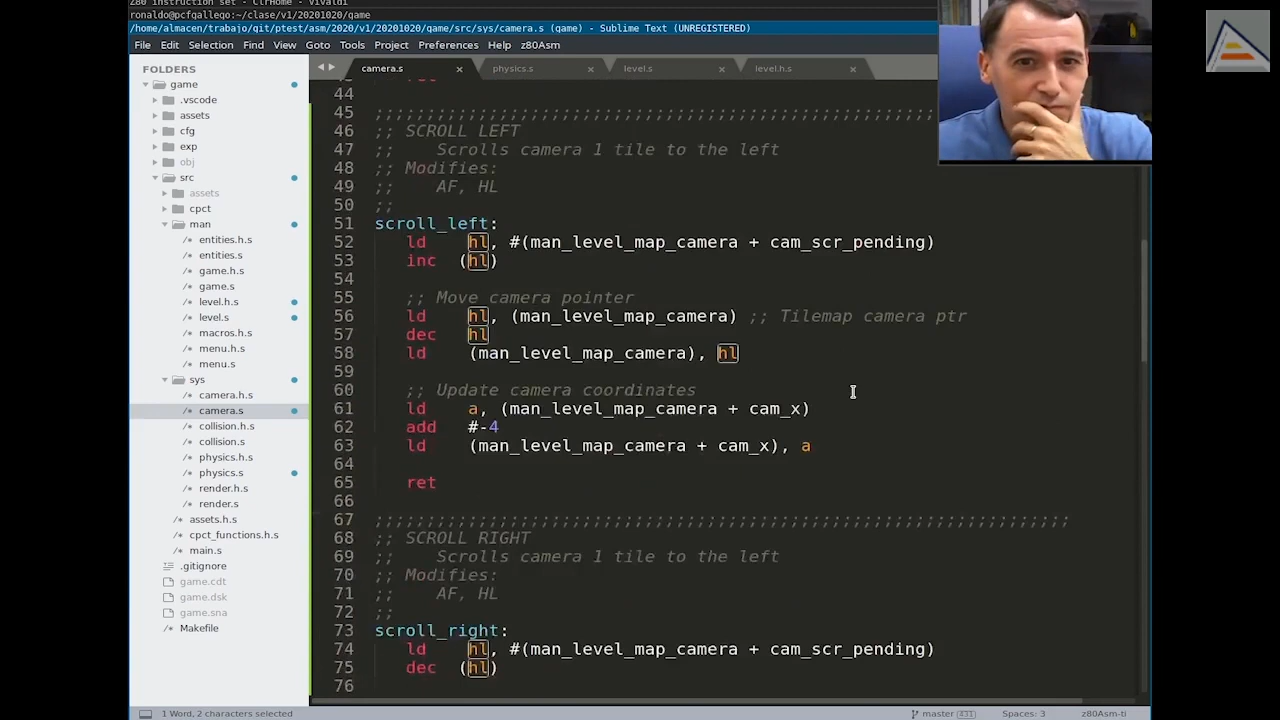 Z80 instruction set - ClrHome - Vivaldi
ronaldo@pcfgallego:~/clase/v1/20201020/game
/home/almacen/trabajo/git/ptest/asm/2020/v1/20201020/game/src/sys/camera.s (game) - Sublime Text (UNREGISTERED)
File Edit Selection Find View Goto Tools Project Preferences Help z80Asm
FOLDERS
game
.vscode
assets
cfg
exp
obj
src
assets
cpct
man
entities.h.s
entities.s
game.h.s
game.s
level.h.s
level.s
macros.h.s
menu.h.s
menu.s
sys
camera.h.s
camera.s
collision.h.s
collision.s
physics.h.s
physics.s
render.h.s
render.s
assets.h.s
cpct_functions.h.s
main.s
.gitignore
game.cdt
game.dsk
game.sna
Makefile
camera.s × physics.s × level.s × level.h.s ×
44
45 ;;;;;;;;;;;;;;;;;;;;;;;;;;;;;;;;;;;;;;;;;;;;;;;;;;;;;;
46 ;; SCROLL LEFT
47 ;;    Scrolls camera 1 tile to the left
48 ;; Modifies:
49 ;;    AF, HL
50 ;;
51 scroll_left:
52    ld    hl, #(man_level_map_camera + cam_scr_pending)
53    inc  (hl)
54
55    ;; Move camera pointer
56    ld    hl, (man_level_map_camera) ;; Tilemap camera ptr
57    dec   hl
58    ld    (man_level_map_camera), hl
59
60    ;; Update camera coordinates
61    ld    a, (man_level_map_camera + cam_x)
62    add   #-4
63    ld    (man_level_map_camera + cam_x), a
64
65    ret
66
67 ;;;;;;;;;;;;;;;;;;;;;;;;;;;;;;;;;;;;;;;;;;;;;;;;;;;;;;;;;;;;;;;;;;;
68 ;; SCROLL RIGHT
69 ;;    Scrolls camera 1 tile to the left
70 ;; Modifies:
71 ;;    AF, HL
72 ;;
73 scroll_right:
74    ld    hl, #(man_level_map_camera + cam_scr_pending)
75    dec  (hl)
76
1 Word, 2 characters selected master 431 Spaces: 3 z80Asm-ti